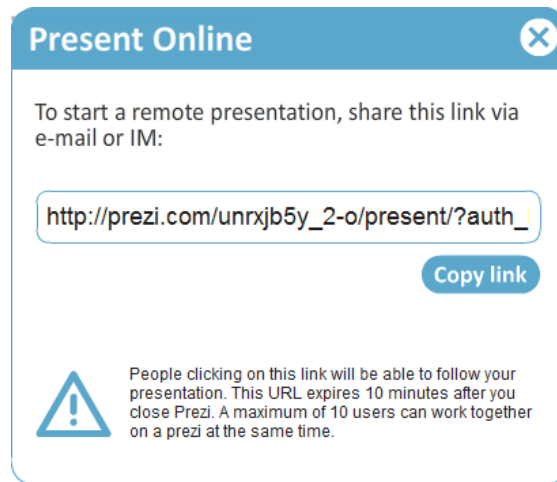 Present Online
To start a remote presentation, share this link via
e-mail or IM:
http://prezi.com/unrxjb5y_2-o/present/?auth_
Copy link
People clicking on this link will be able to follow your
presentation. This URL expires 10 minutes after you
close Prezi. A maximum of 10 users can work together
on a prezi at the same time.